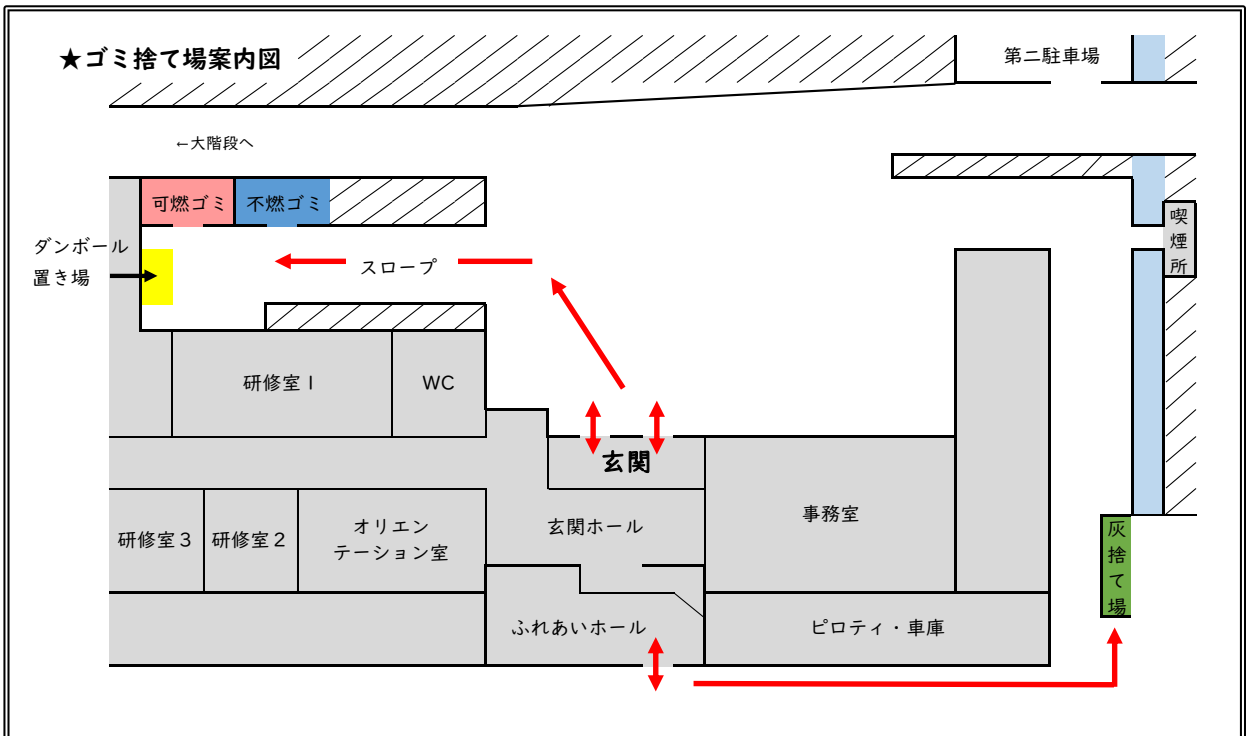 ★ゴミ捨て場案内図
第二駐車場
←大階段へ
可燃ゴミ
不燃ゴミ
喫煙所
ダンボール
置き場
スロープ
研修室１
WC
玄関
事務室
研修室３
研修室２
オリエン
テーション室
玄関ホール
灰捨て場
ふれあいホール
ピロティ・車庫